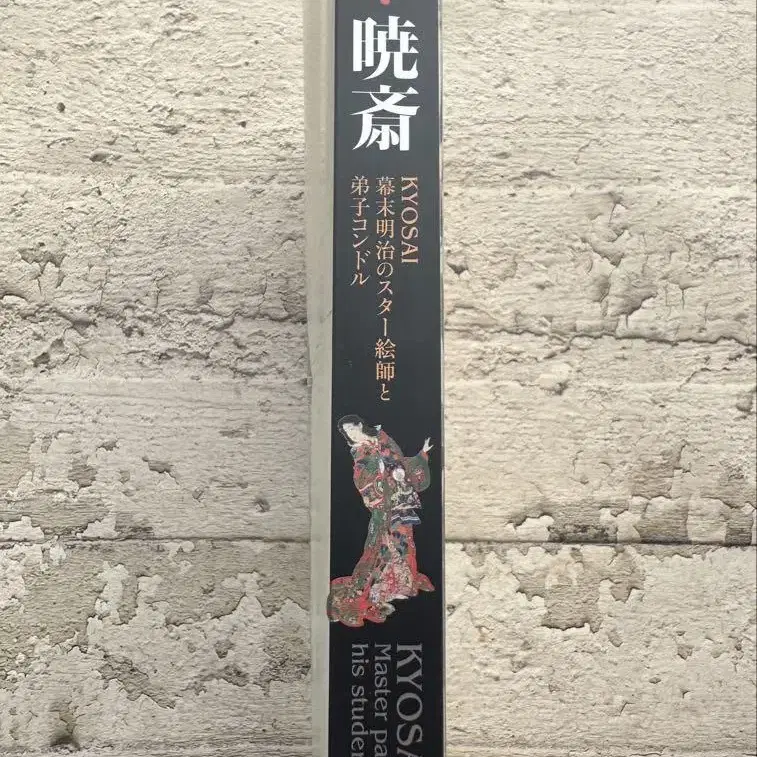 暁斎
KYOSAI
幕末明治のスター絵師と
弟子コンドル
KYOSA
Master pa
his studen